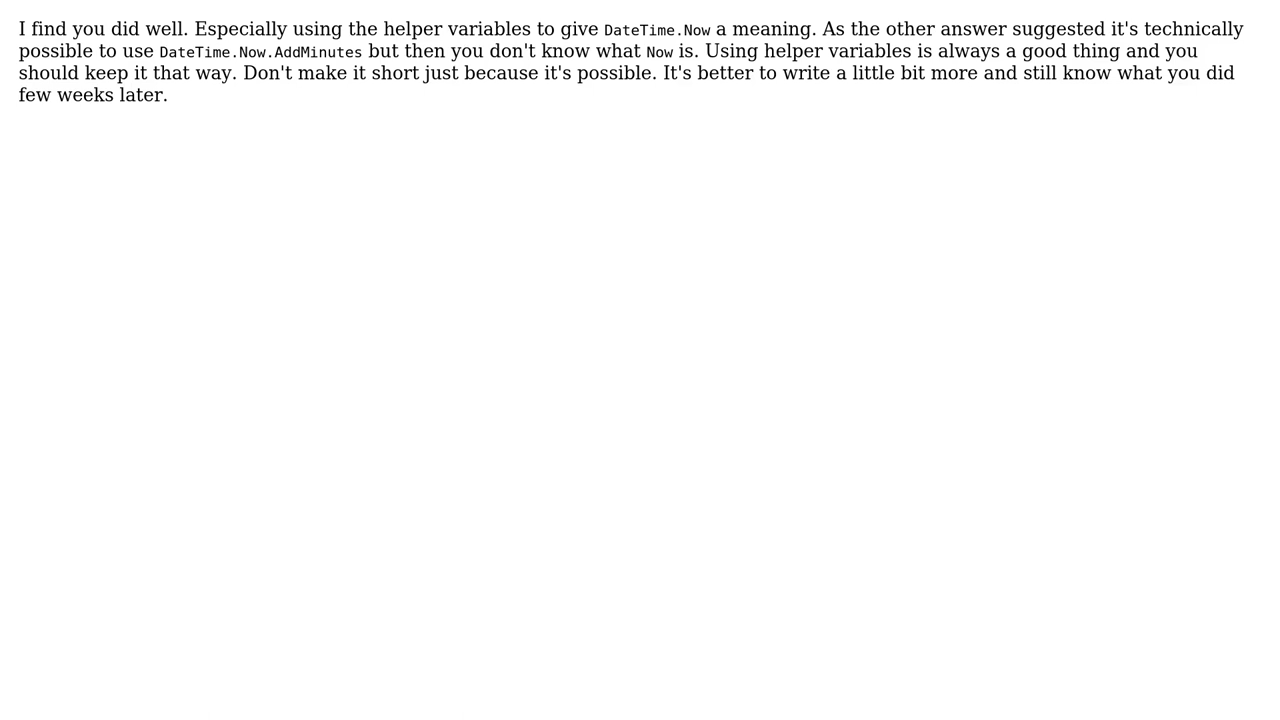 I find you did well. Especially using the helper variables to give DateTime.Now a meaning. As the other answer suggested it's technically
possible to use DateTime.Now.AddMinutes but then you don't know what Now is. Using helper variables is always a good thing and you
should keep it that way. Don't make it short just because it's possible. It's better to write a little bit more and still know what you did
few weeks later.